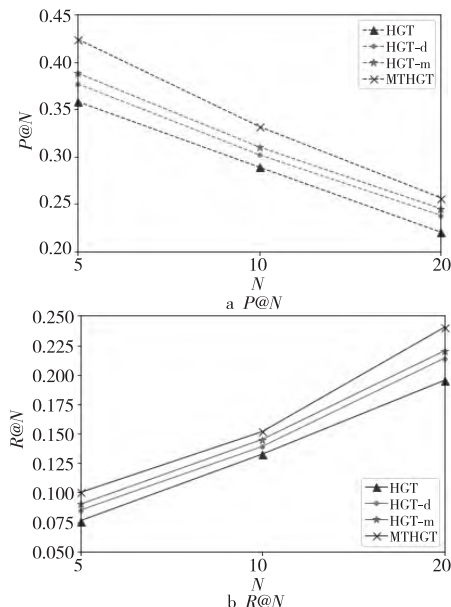 0.45
0.40
0.35
0.30
0.25
0.20
P@N
HGT
HGT-d
HGT-m
MTHGT
5 10 20
N
a P@N
0.250
0.225
0.200
0.175
0.150
0.125
0.100
0.075
0.050
R@N
HGT
HGT-d
HGT-m
MTHGT
5 10 20
N
b R@N